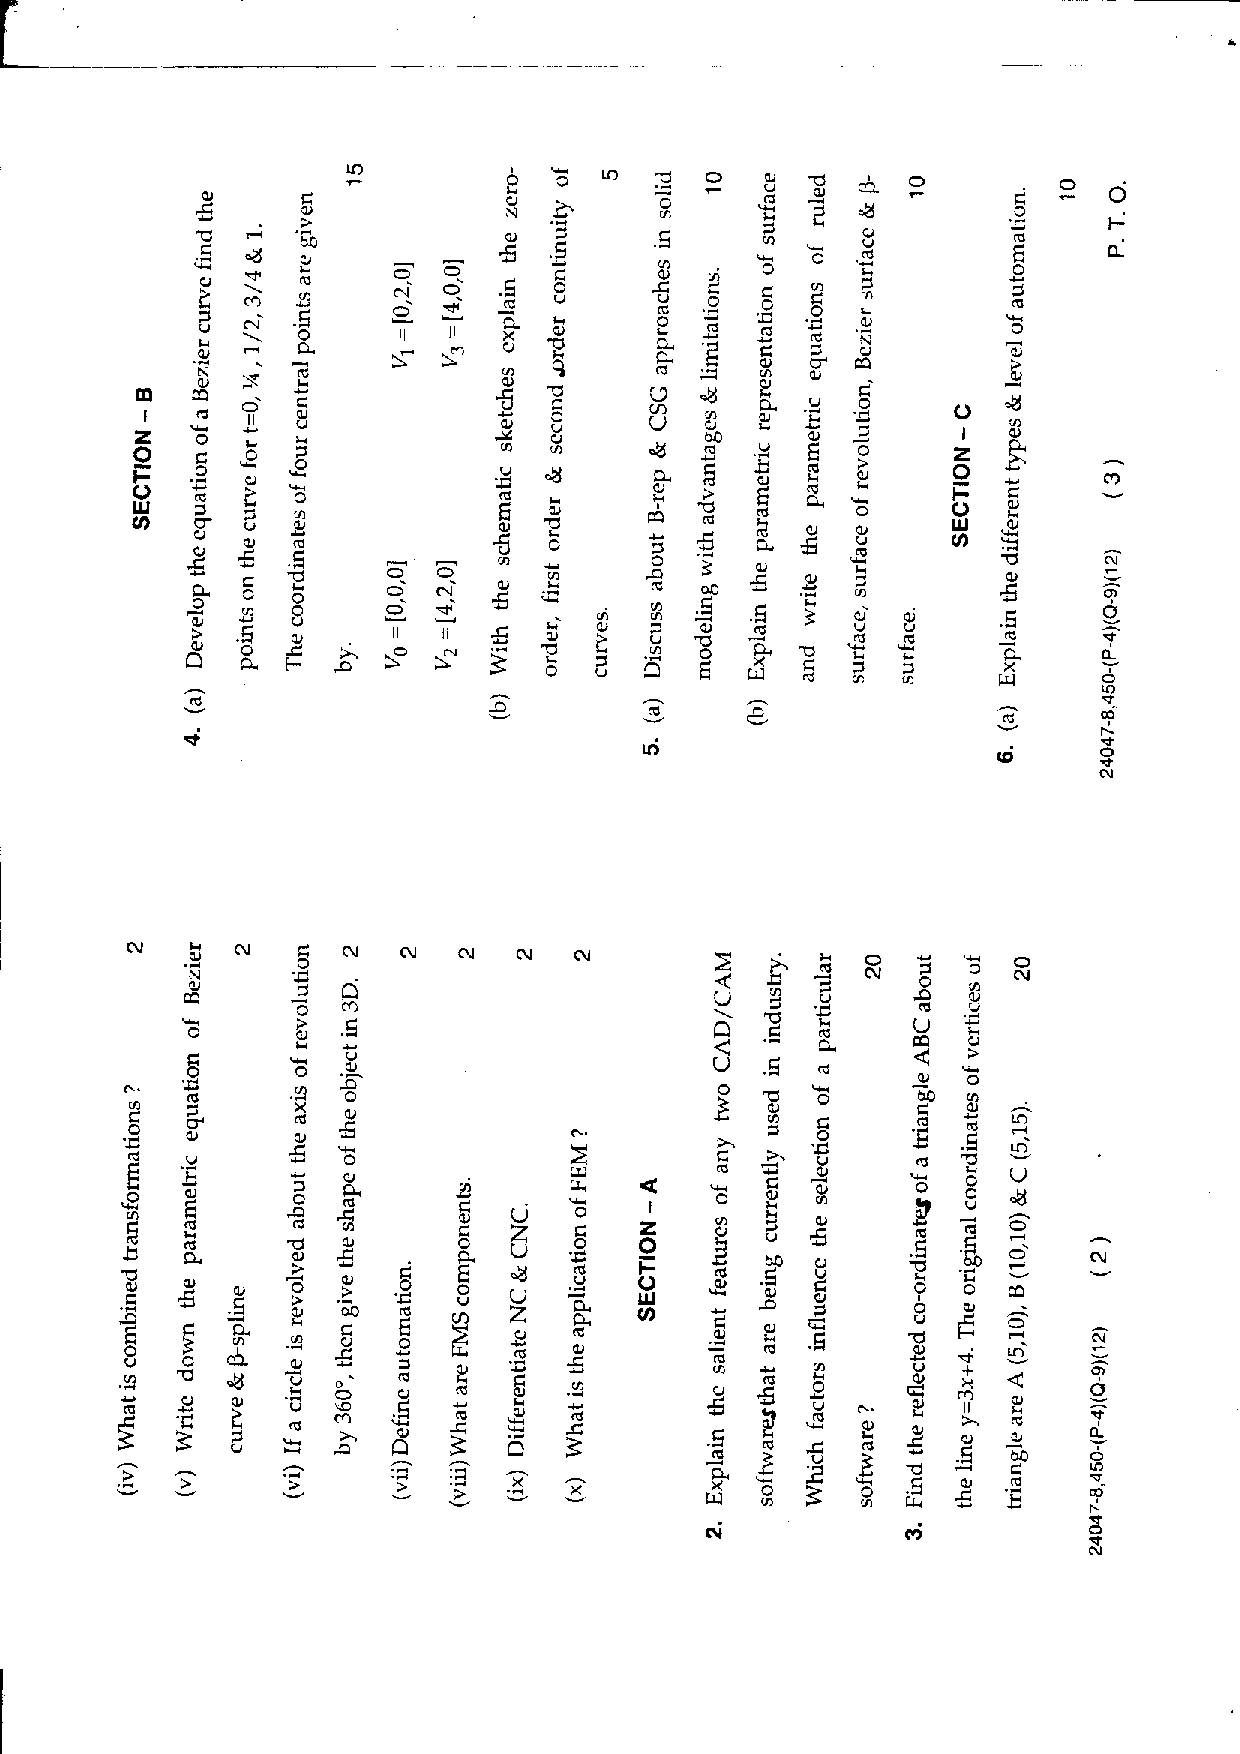 (iv) What is combined transformations ? 2
(v) Write down the parametric equation of Bezier
curve & β-spline 2
(vi) If a circle is revolved about the axis of revolution
by 360°, then give the shape of the object in 3D. 2
(vii) Define automation. 2
(viii) What are FMS components. 2
(ix) Differentiate NC & CNC. 2
(x) What is the application of FEM ? 2
SECTION – A
2. Explain the salient features of any two CAD/CAM
softwares that are being currently used in industry.
Which factors influence the selection of a particular
software ? 20
3. Find the reflected co-ordinates of a triangle ABC about
the line y=3x+4. The original coordinates of vertices of
triangle are A (5,10), B (10,10) & C (5,15). 20
24047-8,450-(P-4)(Q-9)(12) (2)
SECTION – B
4. (a) Develop the equation of a Bezier curve find the
points on the curve for t=0, ¼ , 1/2, 3/4 & 1.
The coordinates of four central points are given
by. 15
V0 = [0,0,0] V1 = [0,2,0]
V2 = [4,2,0] V3 = [4,0,0]
(b) With the schematic sketches explain the zero-
order, first order & second order continuity of
curves. 5
5. (a) Discuss about B-rep & CSG approaches in solid
modeling with advantages & limitations. 10
(b) Explain the parametric representation of surface
and write the parametric equations of ruled
surface, surface of revolution, Bezier surface & β-
surface. 10
SECTION – C
6. (a) Explain the different types & level of automation.
10
24047-8,450-(P-4)(Q-9)(12) (3) P. T. O.